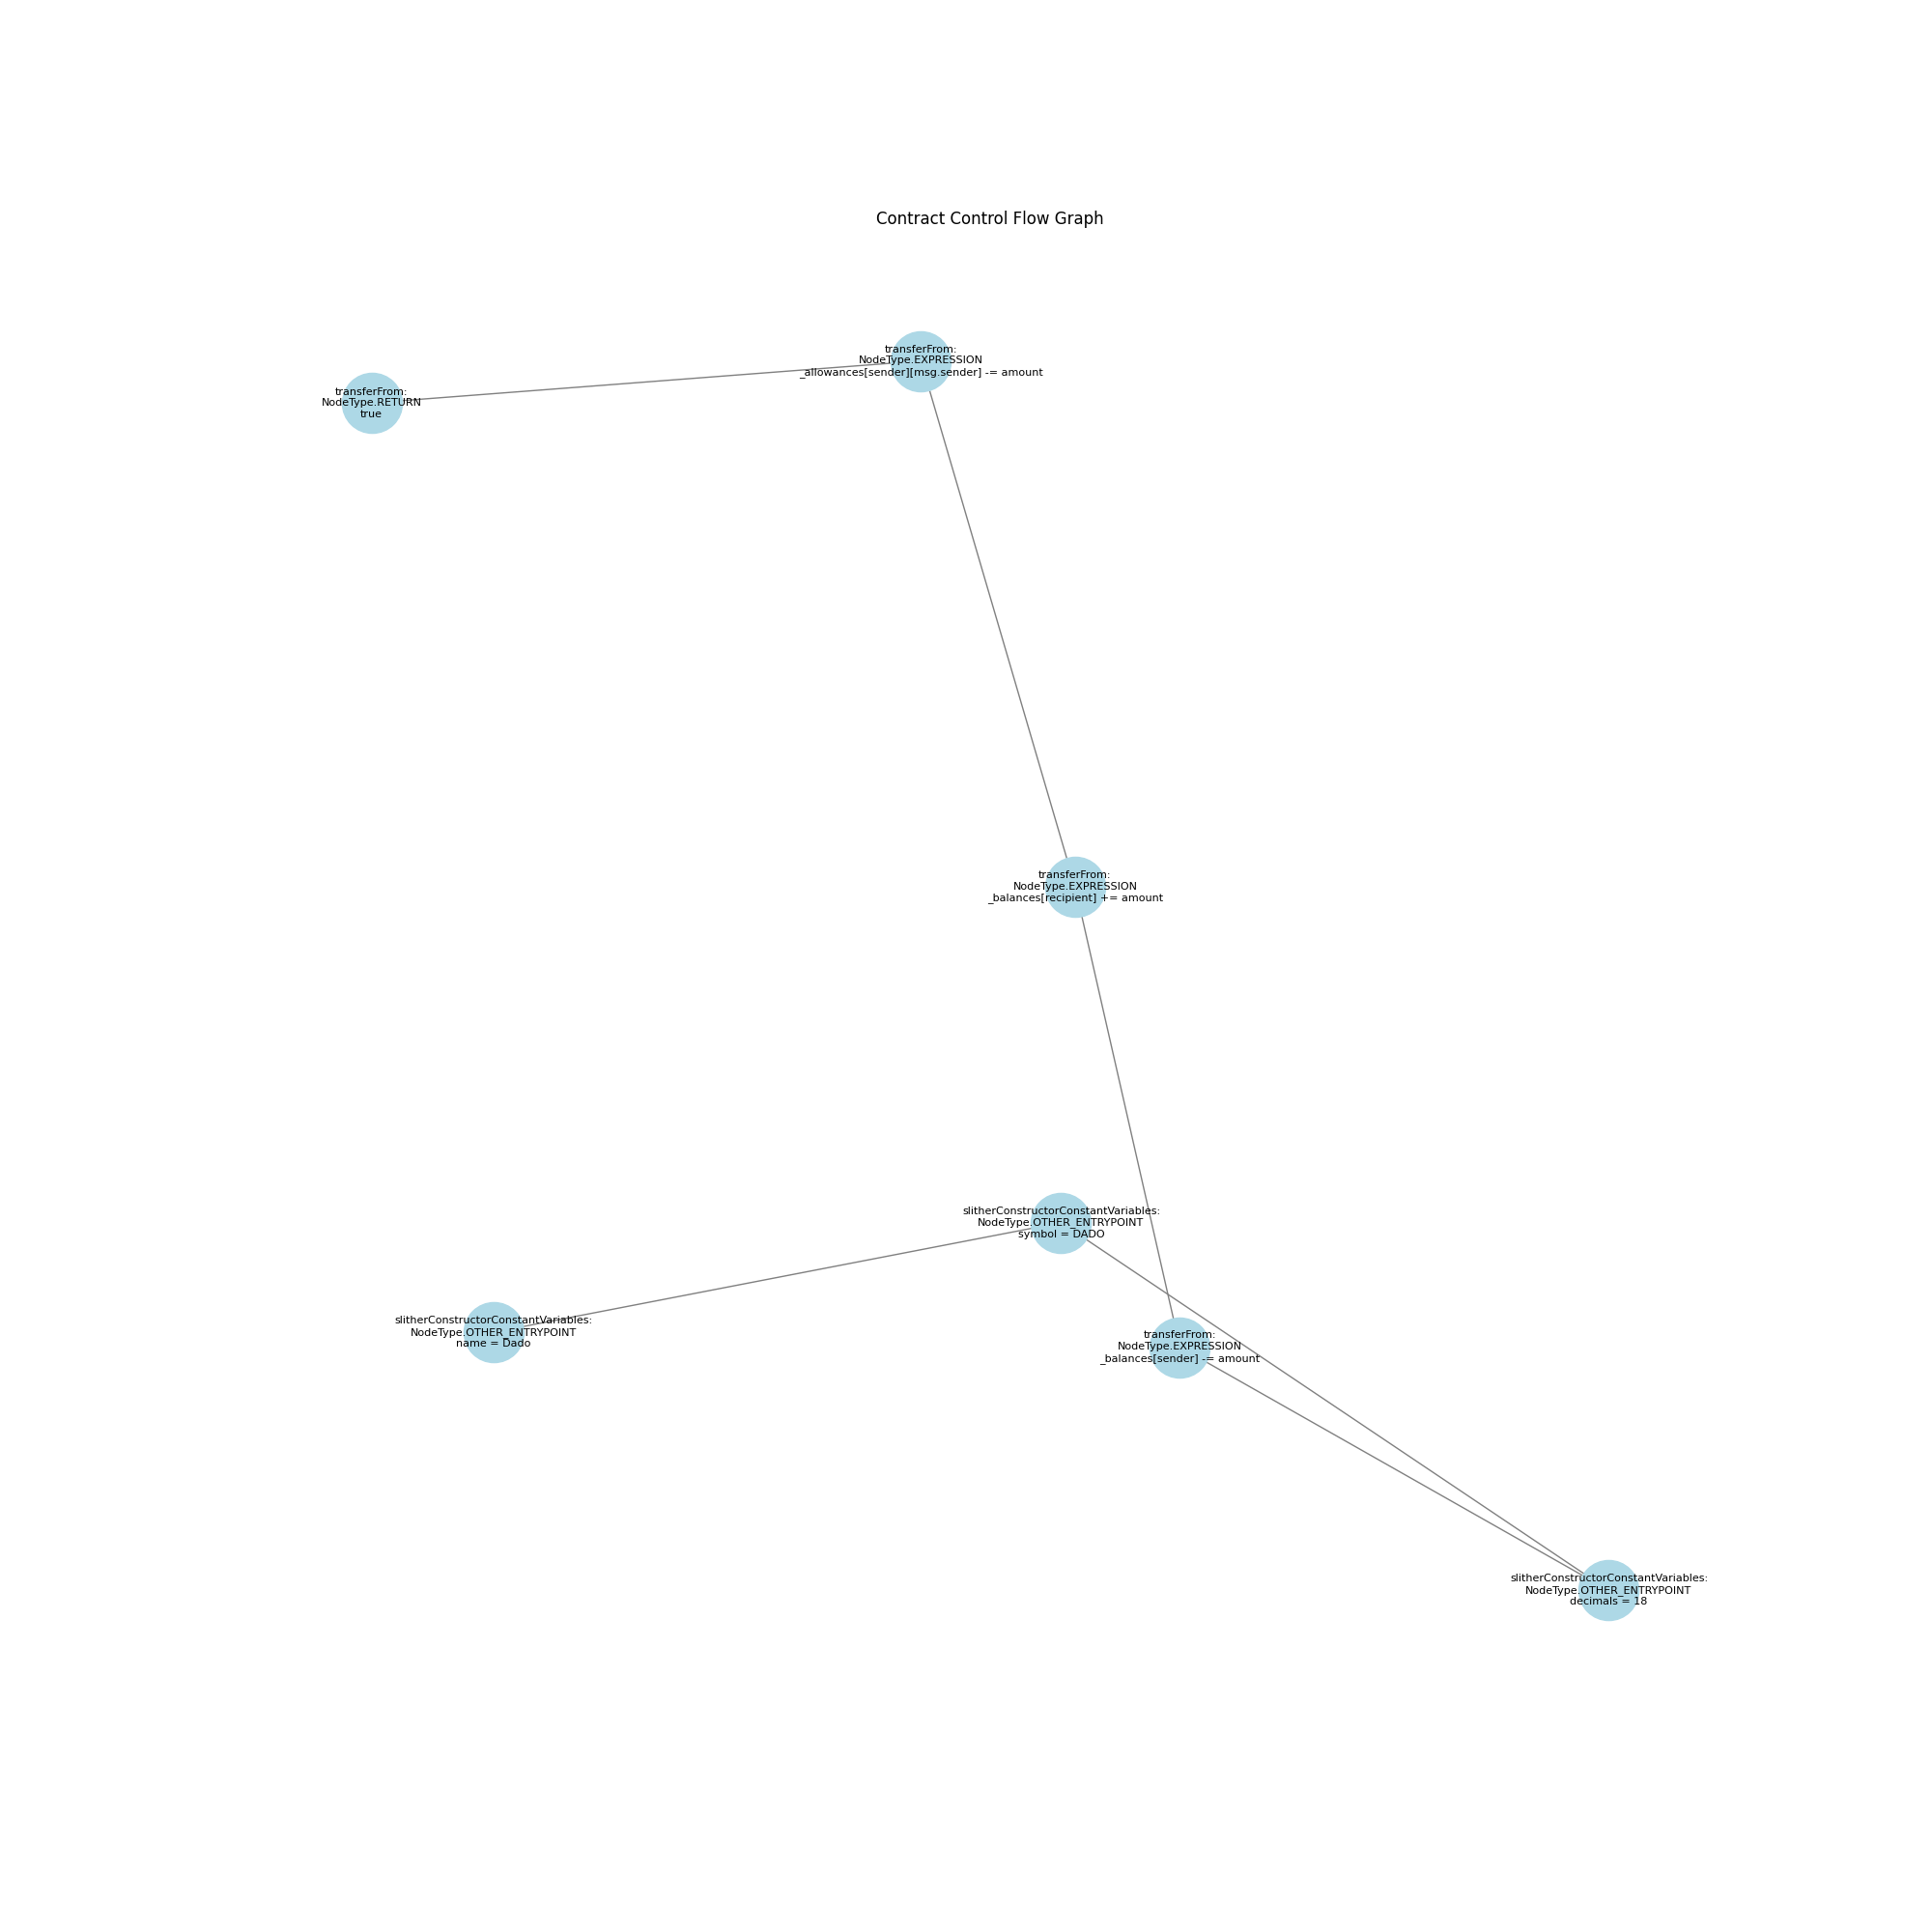 Contract Control Flow Graph
transferFrom:
NodeType.EXPRESSION
_allowances[sender][msg.sender] -= amount
transferFrom:
NodeType.RETURN
true
transferFrom:
NodeType.EXPRESSION
_balances[recipient] += amount
slitherConstructorConstantVariables:
NodeType.OTHER_ENTRYPOINT
symbol = DADO
slitherConstructorConstantVariables:
NodeType.OTHER_ENTRYPOINT
name = Dado
transferFrom:
NodeType.EXPRESSION
_balances[sender] -= amount
slitherConstructorConstantVariables:
NodeType.OTHER_ENTRYPOINT
decimals = 18